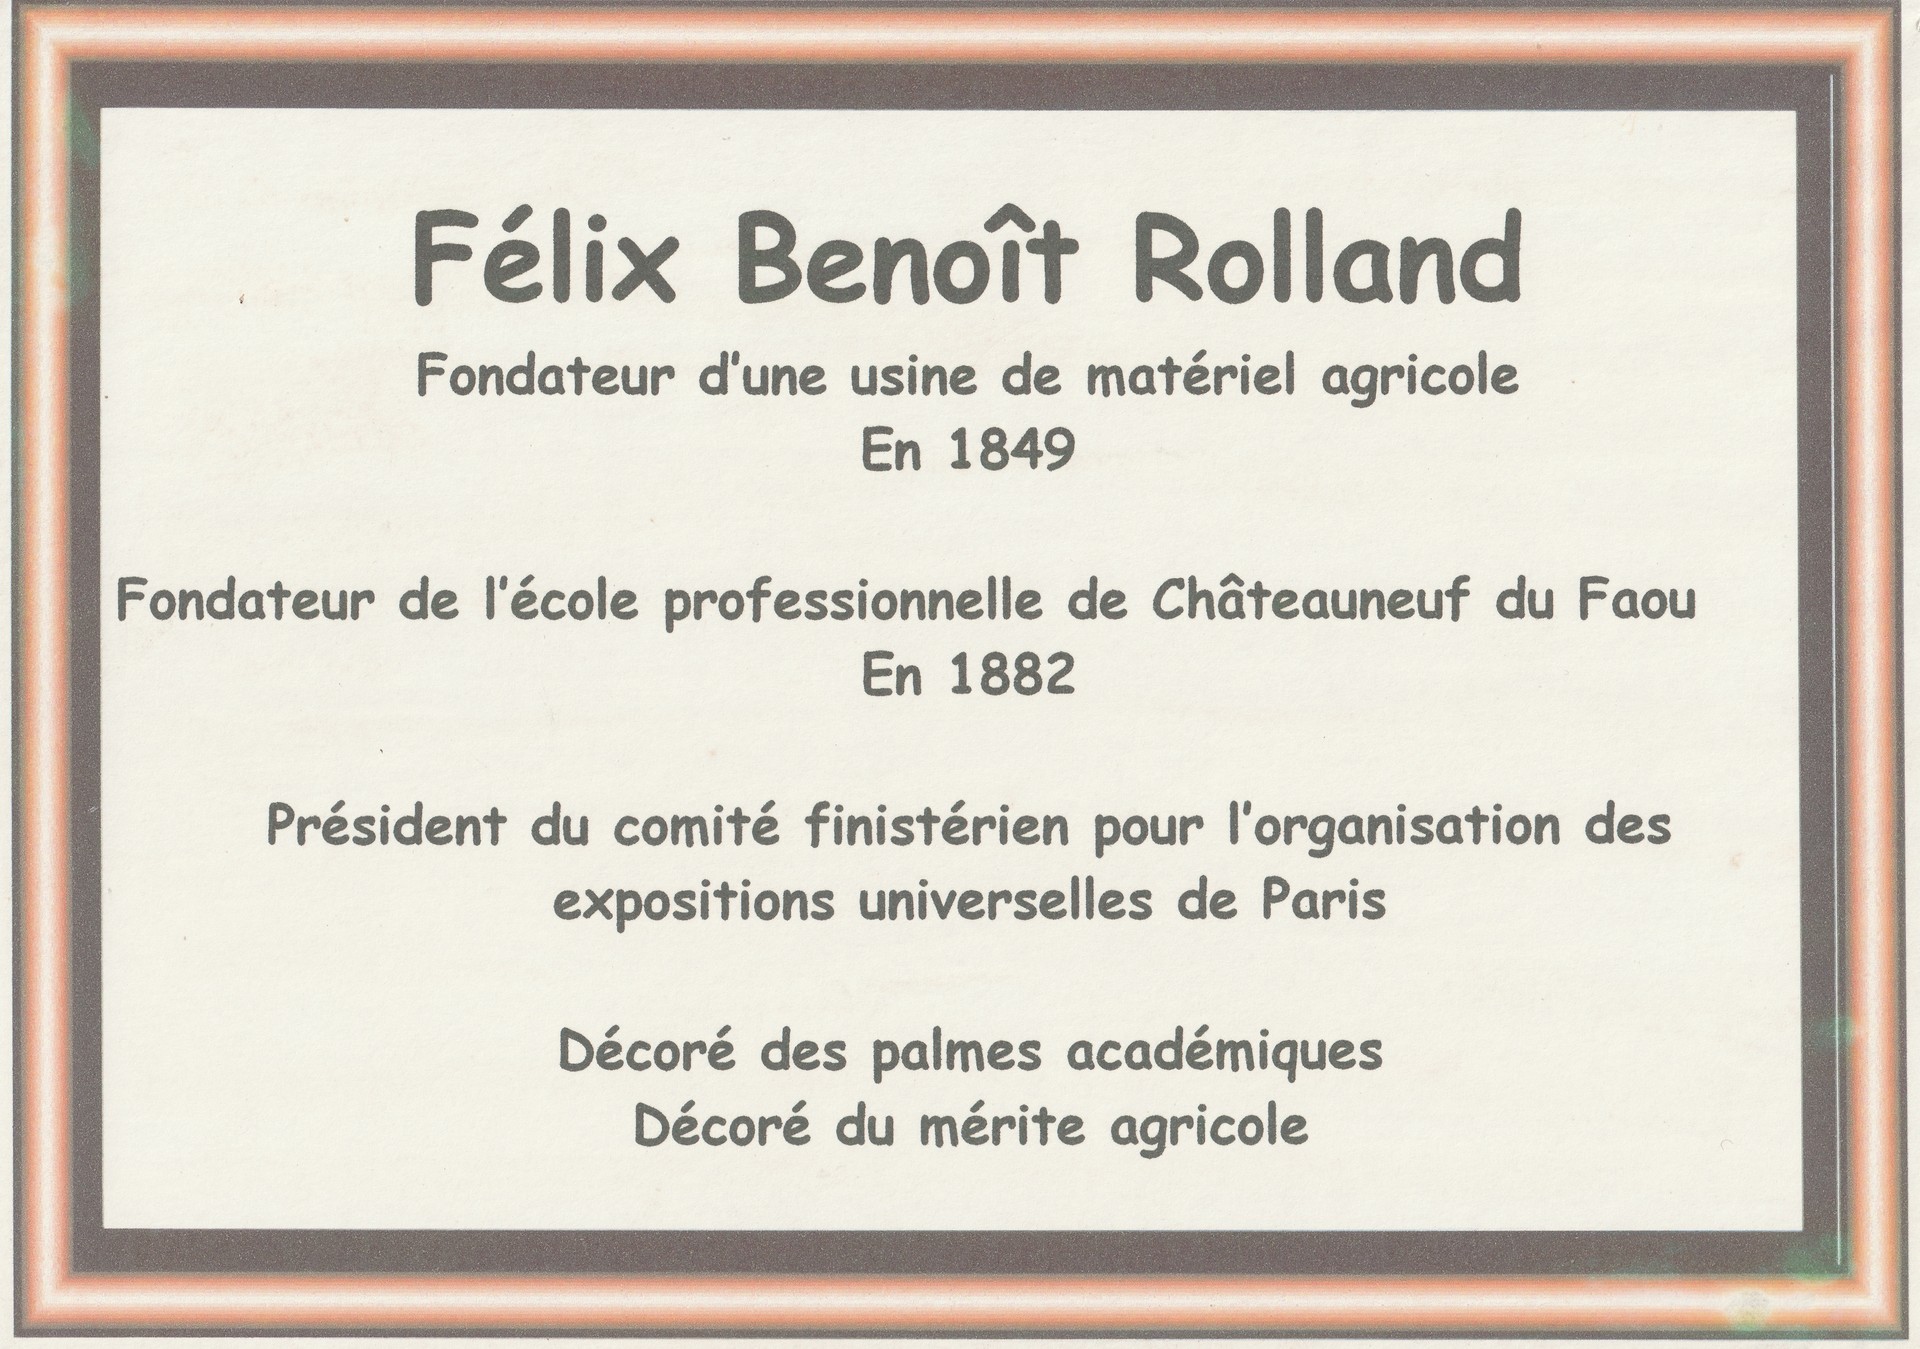 Félix Benoît Rolland
Fondateur d'une usine de matériel agricole
En 1849
Fondateur de l'école professionnelle de Châteauneuf du Faou
En 1882
Président du comité finistérien pour l'organisation des
expositions universelles de Paris
Décoré des palmes académiques
Décoré du mérite agricole